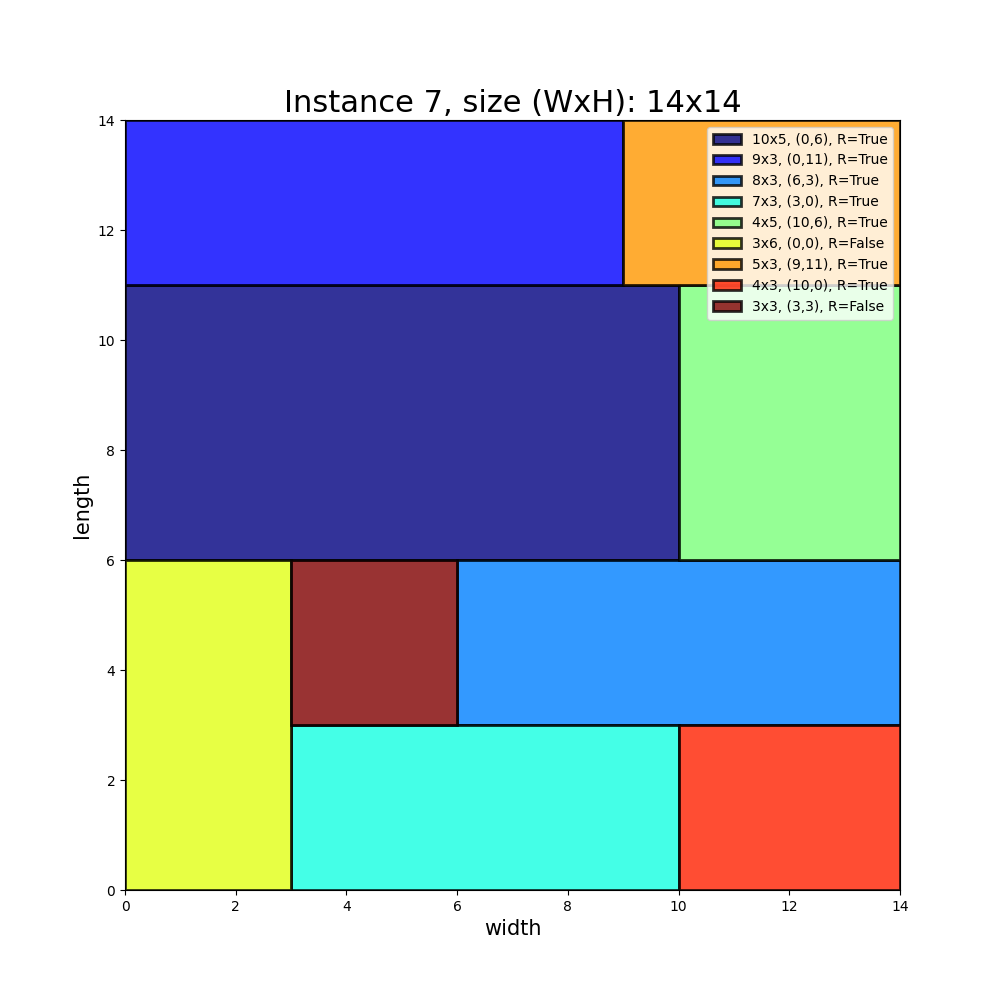 Instance 7, size (WxH): 14x14
10x5, (0,6), R=True
9x3, (0,11), R=True
8x3, (6,3), R=True
7x3, (3,0), R=True
4x5, (10,6), R=True
3x6, (0,0), R=False
5x3, (9,11), R=True
4x3, (10,0), R=True
3x3, (3,3), R=False
length
14
12
10
8
6
4
2
0
0 2 4 6 8 10 12 14
width